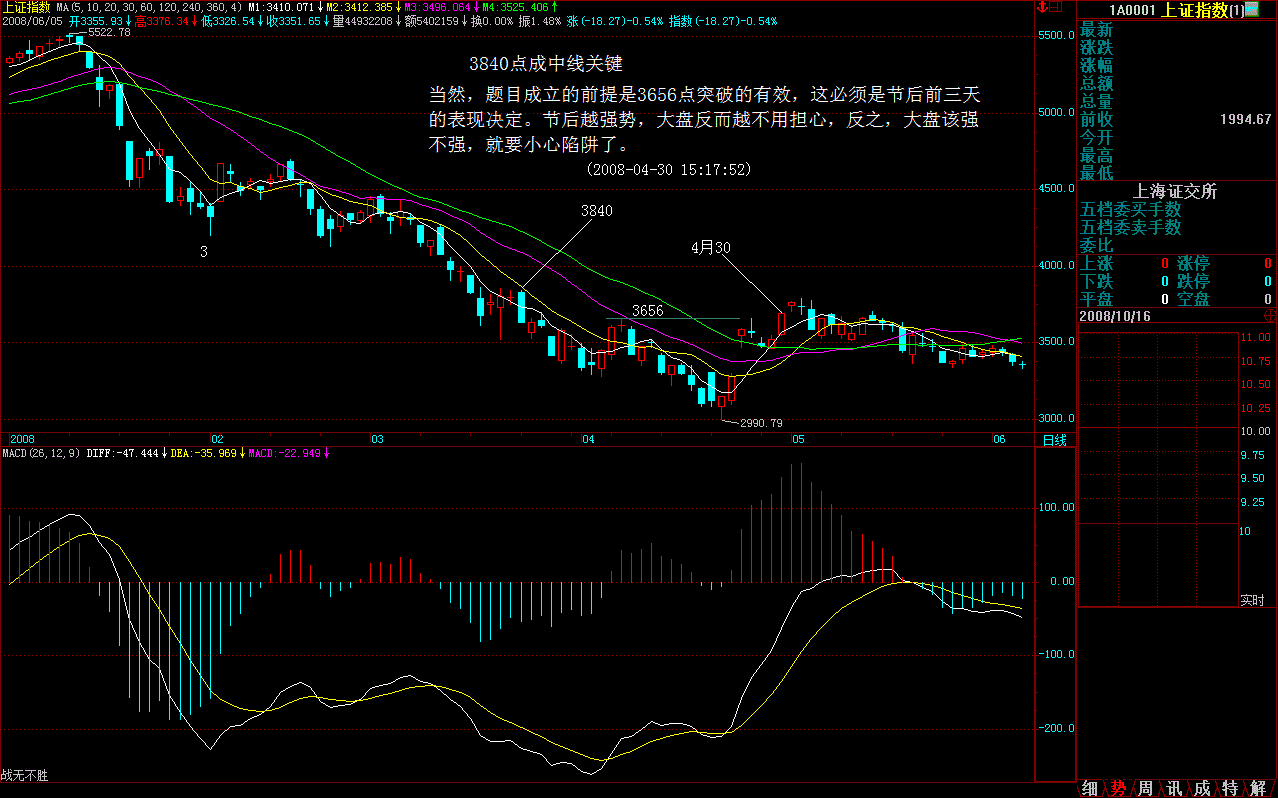 上证指数 MA(5,10,20,30,60,120,240,360,4) M1:3410.071↓M2:3412.385↓M3:3498.084↓M4:3525.406↑
2008/06/05 开3355.93↓高3376.34↓低3326.54↓收3351.65↓量44932208↓额5402159↓换0.00% 振1.48% 涨(-18.27)-0.54% 指数(-18.27)-0.54%
5522.78
3840点成中线关键
当然，题目成立的前提是3656点突破的有效，这必须是节后前三天
的表现决定。节后越强势，大盘反而越不用担心，反之，大盘该强
不强，就要小心陷阱了。
(2008-04-30 15:17:52)
3840
4月30
3
3656
2990.79
5500.0
5000.0
4500.0
4000.0
3500.0
3000.0
2008 02 03 04 05 06 日线
MACD(26,12,9) DIFF:-47.444↓DEA:-35.969↓MACD:-22.949↓
100.00
0.00
-100.0
-200.0
战无不胜
1A0001 上证指数(1)
最新
涨跌
涨幅
总额
总量
前收 1994.67
今开
最高
最低
上海证交所
五档委买手数
五档委卖手数
委比
上涨 0 涨停 0
下跌 0 跌停 0
平盘 0 空盘 0
2008/10/16
11.00
10.75
10.50
10.25
10.00
9.75
9.50
9.25
10
实时
细 势 周 讯 成 特 解